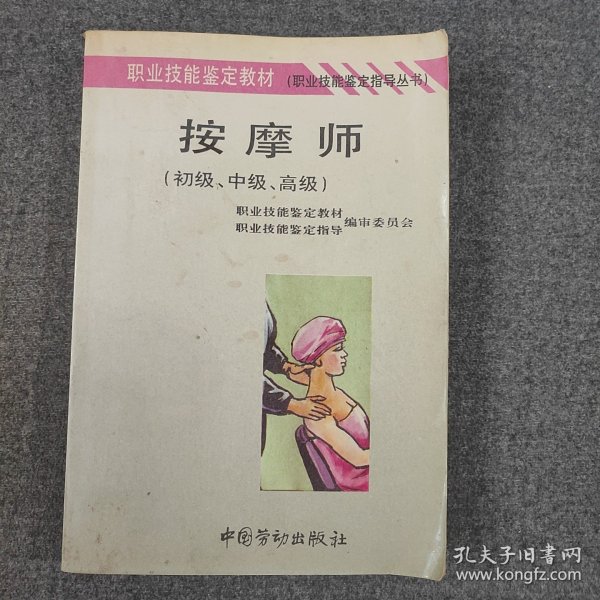 职业技能鉴定教材 (职业技能鉴定指导丛书)
按摩师
(初级、中级、高级)
职业技能鉴定教材
职业技能鉴定指导 编审委员会
中国劳动出版社
孔夫子旧书网
www.kongfz.com